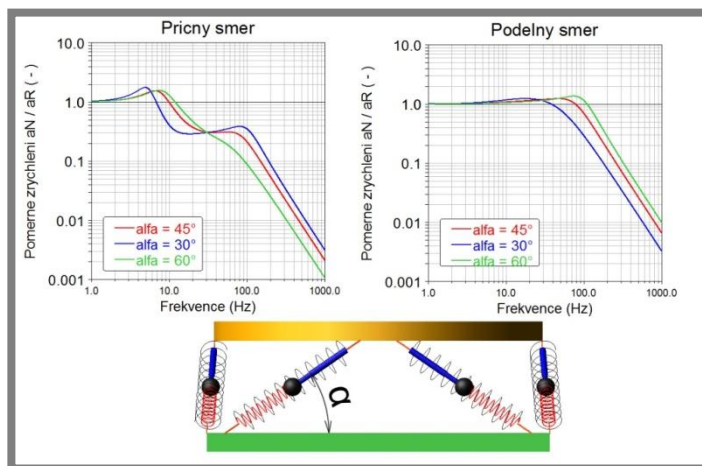 Pricny smer
Pomerne zrychleni aN / aR ( - )
10.0
1.0
0.1
0.01
0.001
alfa = 45°
alfa = 30°
alfa = 60°
1.0
10.0
100.0
1000.0
Frekvence (Hz)
Podelny smer
Pomerne zrychleni aN / aR ( - )
10.0
1.0
0.1
0.01
0.001
alfa = 45°
alfa = 30°
alfa = 60°
1.0
10.0
100.0
1000.0
Frekvence (Hz)
α